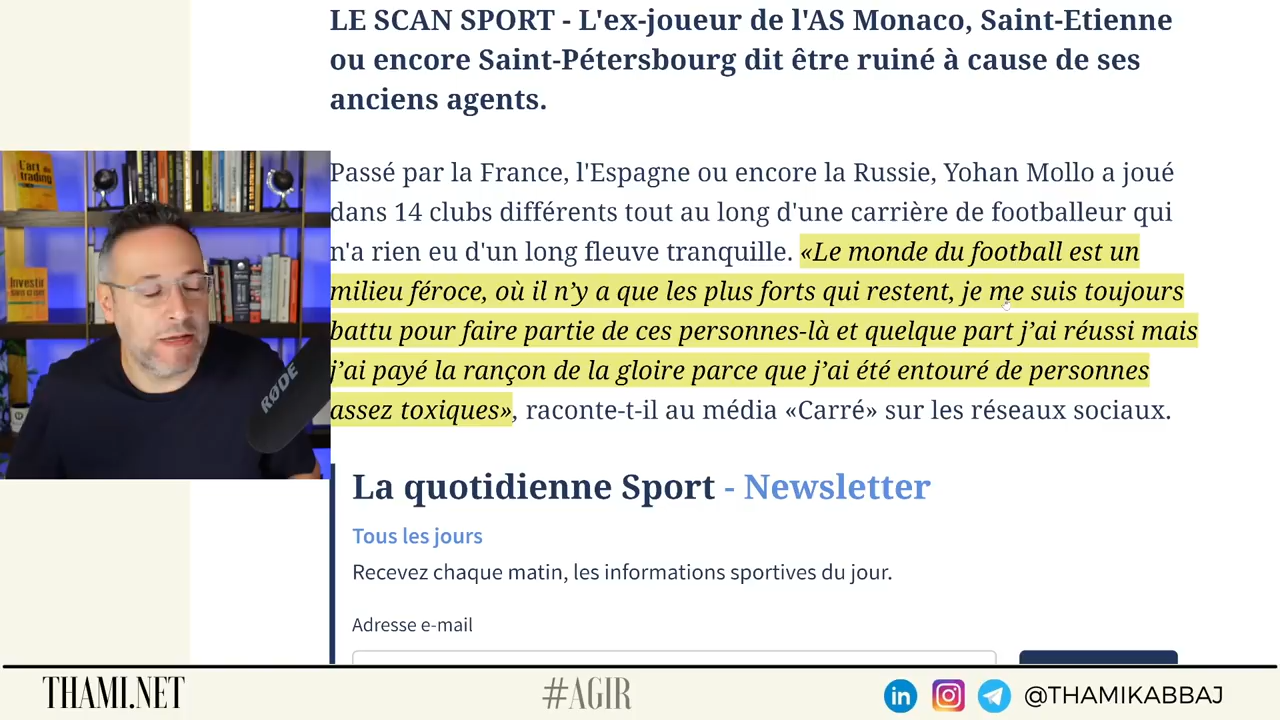 LE SCAN SPORT - L'ex-joueur de l'AS Monaco, Saint-Etienne
ou encore Saint-Pétersbourg dit être ruiné à cause de ses
anciens agents.
Passé par la France, l'Espagne ou encore la Russie, Yohan Mollo a joué
dans 14 clubs différents tout au long d'une carrière de footballeur qui
n'a rien eu d'un long fleuve tranquille. «Le monde du football est un
milieu féroce, où il n’y a que les plus forts qui restent, je me suis toujours
battu pour faire partie de ces personnes-là et quelque part j’ai réussi mais
j’ai payé la rançon de la gloire parce que j’ai été entouré de personnes
assez toxiques», raconte-t-il au média «Carré» sur les réseaux sociaux.
L'art du
trading
Investir
RØDE
La quotidienne Sport - Newsletter
Tous les jours
Recevez chaque matin, les informations sportives du jour.
Adresse e-mail
THAMI.NET
#AGIR
in
@THAMIKABBAJ